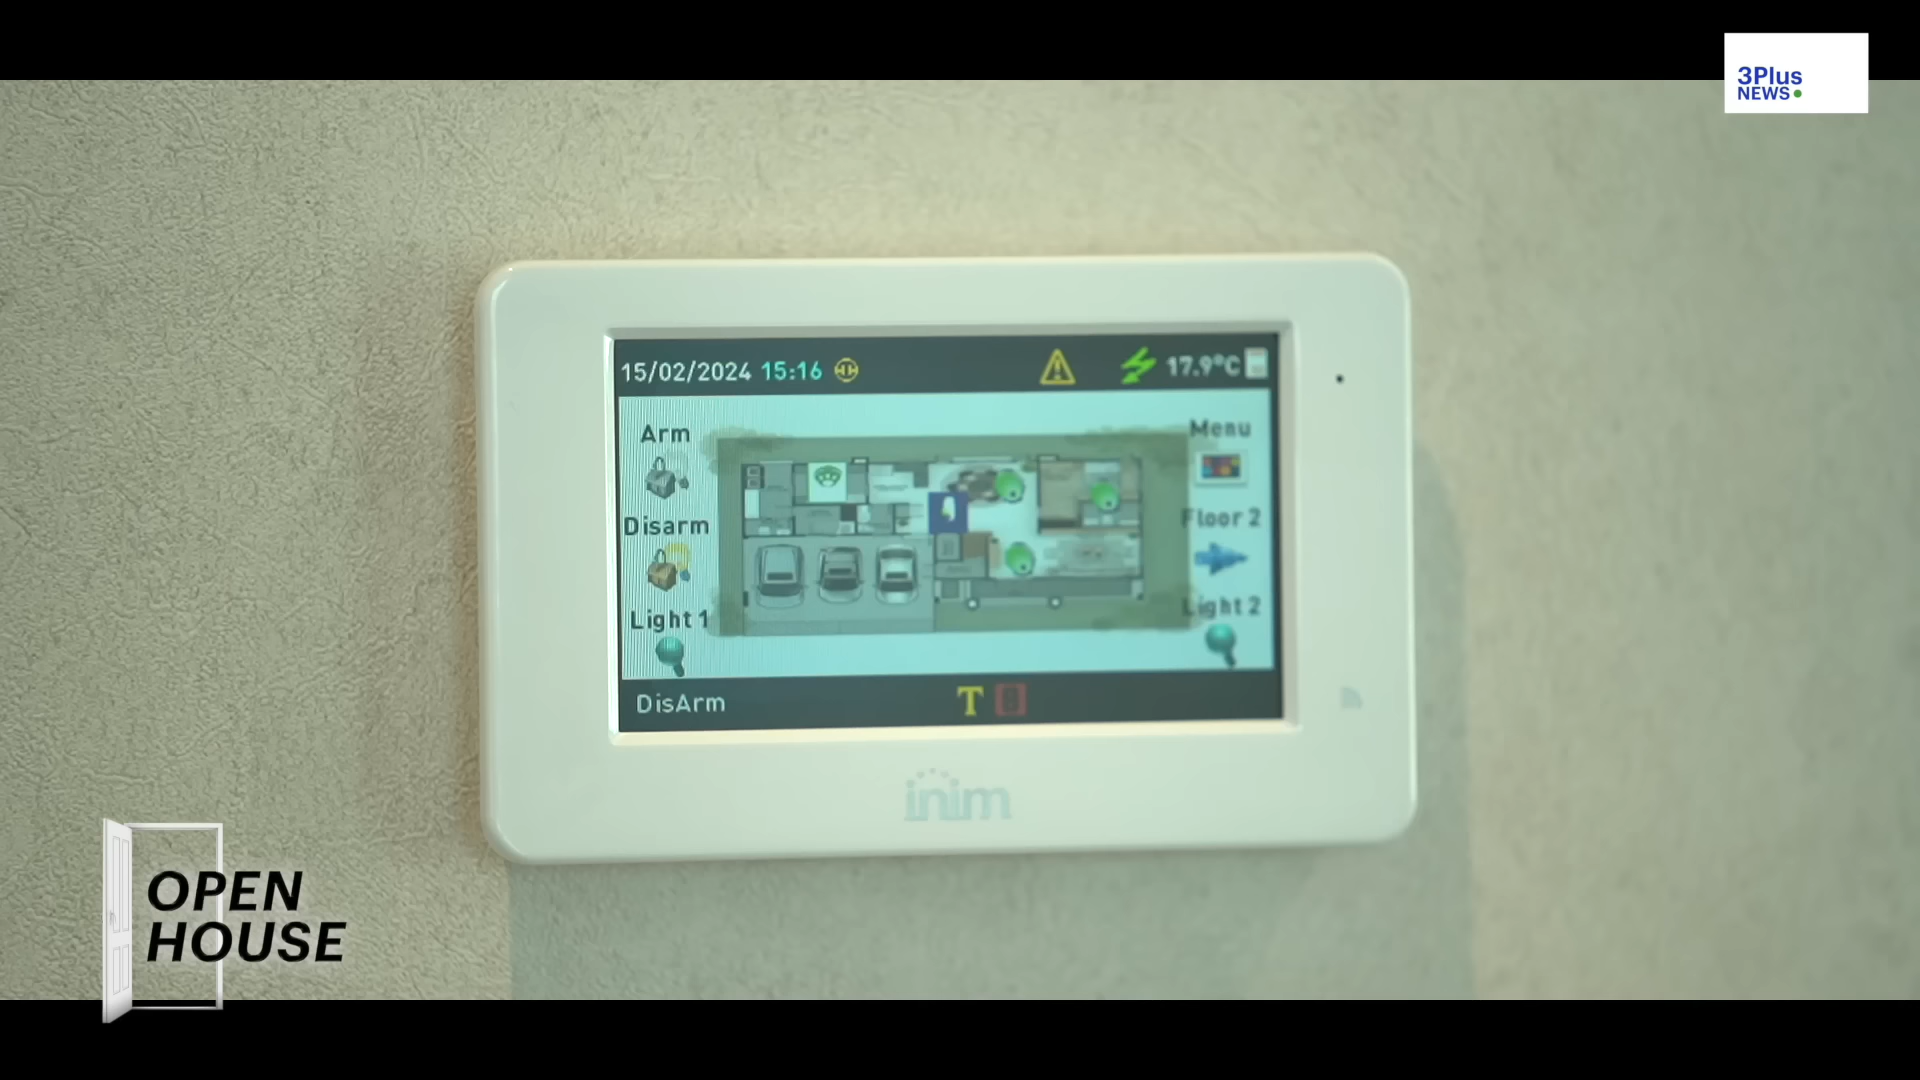 3Plus
NEWS
15/02/2024 15:16
17.9°C
Arm
Menu
Disarm
Floor 2
Light 1
Light 2
DisArm
T
inim
OPEN
HOUSE